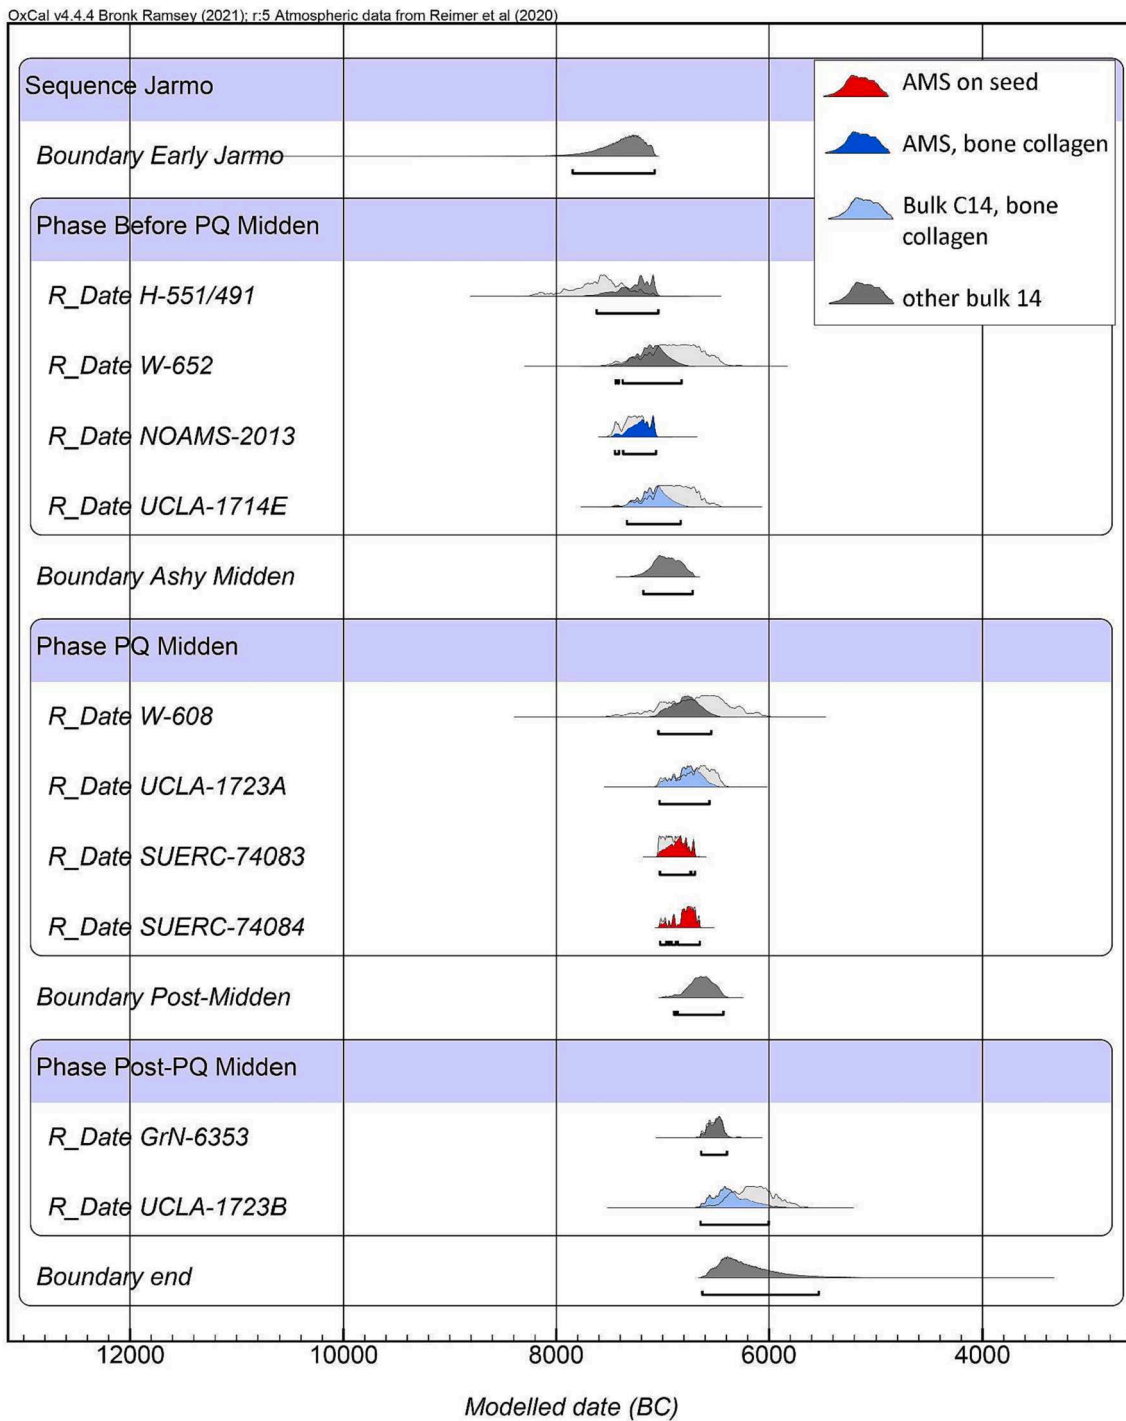 OxCal v4.4.4 Bronk Ramsey (2021); r:5 Atmospheric data from Reimer et al (2020)
Sequence Jarmo
Boundary Early Jarmo
Phase Before PQ Midden
R_Date H-551/491
R_Date W-652
R_Date NOAMS-2013
R_Date UCLA-1714E
Boundary Ashy Midden
Phase PQ Midden
R_Date W-608
R_Date UCLA-1723A
R_Date SUERC-74083
R_Date SUERC-74084
Boundary Post-Midden
Phase Post-PQ Midden
R_Date GrN-6353
R_Date UCLA-1723B
Boundary end
AMS on seed
AMS, bone collagen
Bulk C14, bone
collagen
other bulk 14
12000 10000 8000 6000 4000
Modelled date (BC)